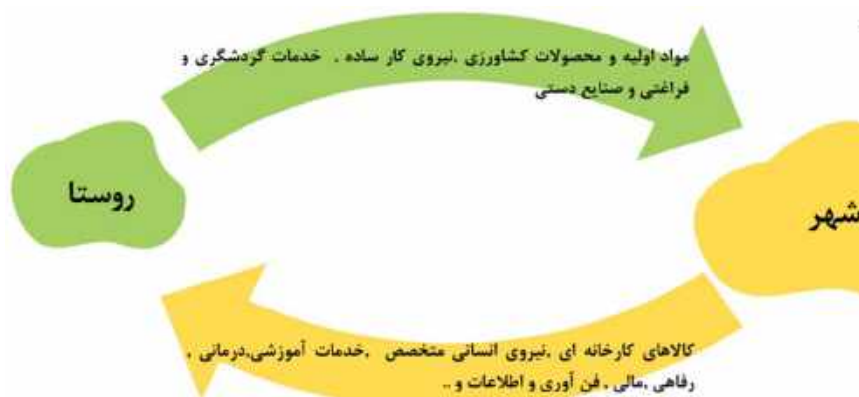 مواد اولیه و محصولات کشاورزی ,نیروی کار ساده , خدمات گردشگری و
فراغتی و صنایع دستی
روستا
شهر
کالاهای کارخانه ای ,نیروی انسانی متخصص ,خدمات آموزشی,درمانی ,
رفاهی ,مالی , فن آوری و اطلاعات و ..